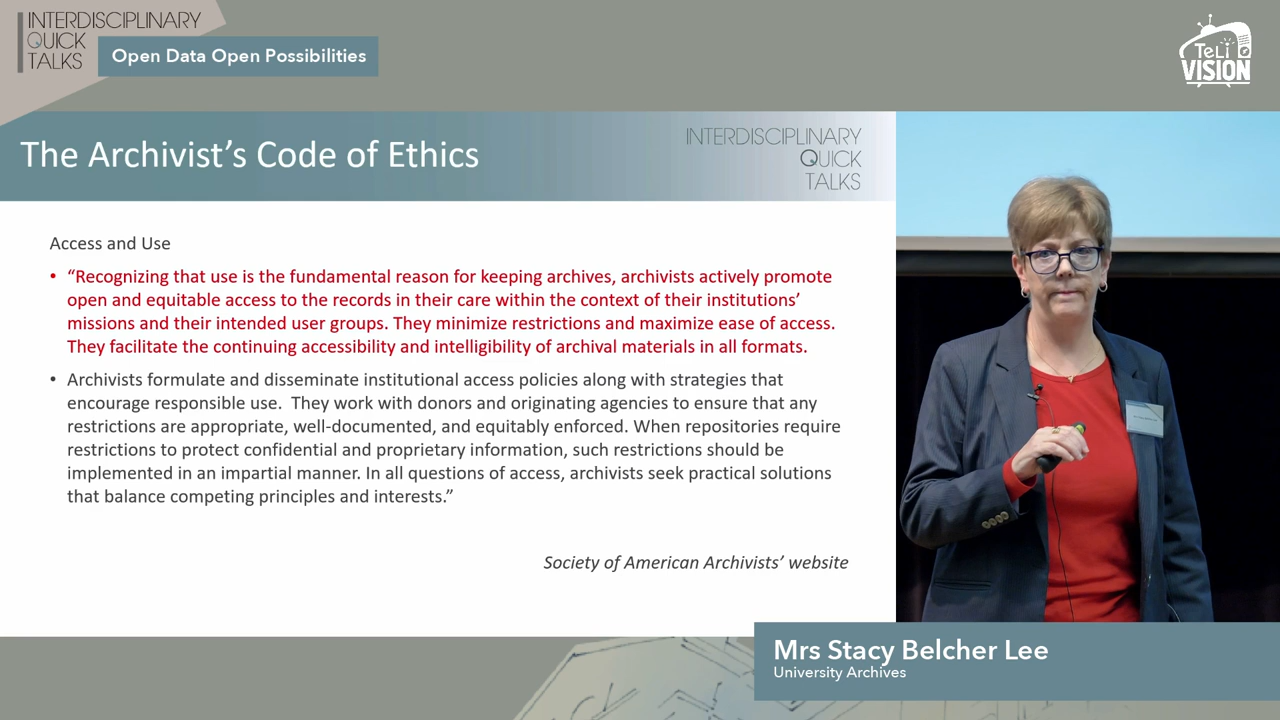 INTERDISCIPLINARY
QUICK
TALKS
Open Data Open Possibilities
TeLi
VISION
The Archivist’s Code of Ethics
INTERDISCIPLINARY
QUICK
TALKS
Access and Use
• “Recognizing that use is the fundamental reason for keeping archives, archivists actively promote
open and equitable access to the records in their care within the context of their institutions’
missions and their intended user groups. They minimize restrictions and maximize ease of access.
They facilitate the continuing accessibility and intelligibility of archival materials in all formats.
• Archivists formulate and disseminate institutional access policies along with strategies that
encourage responsible use.  They work with donors and originating agencies to ensure that any
restrictions are appropriate, well-documented, and equitably enforced. When repositories require
restrictions to protect confidential and proprietary information, such restrictions should be
implemented in an impartial manner. In all questions of access, archivists seek practical solutions
that balance competing principles and interests.”
Society of American Archivists’ website
Mrs Stacy Belcher Lee
University Archives